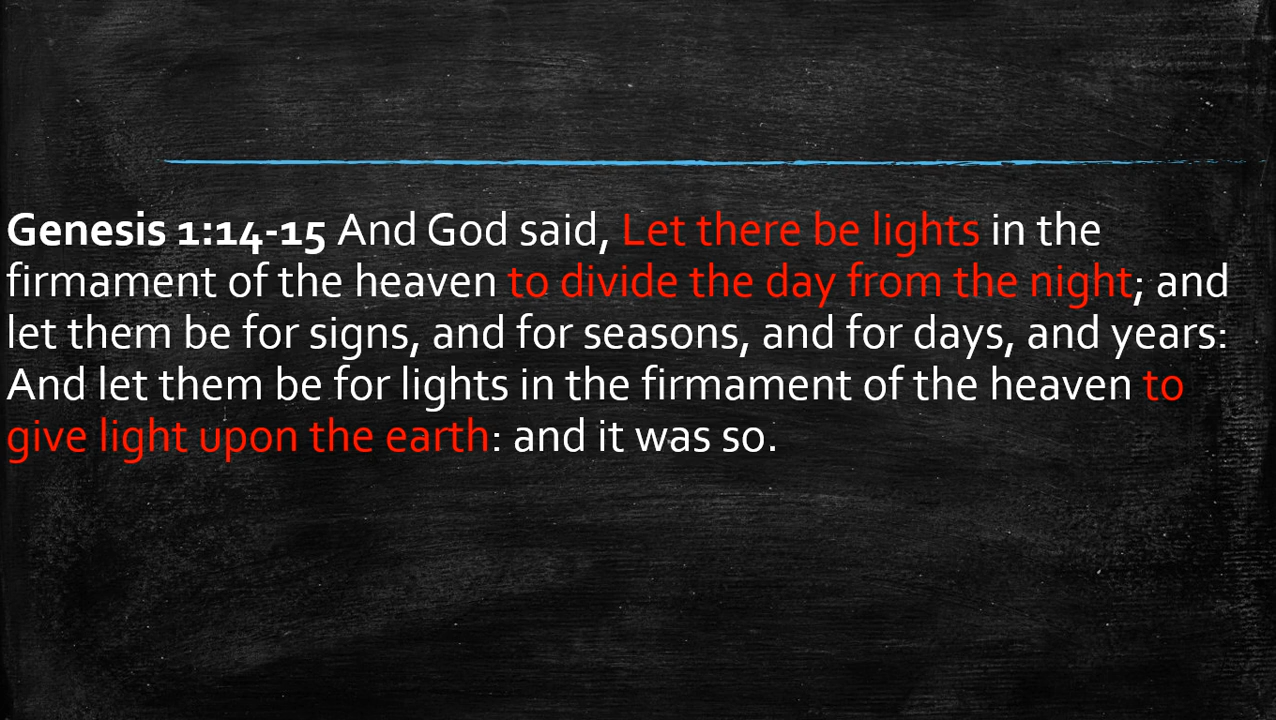 Genesis 1:14-15 And God said, Let there be lights in the
firmament of the heaven to divide the day from the night; and
let them be for signs, and for seasons, and for days, and years:
And let them be for lights in the firmament of the heaven to
give light upon the earth: and it was so.